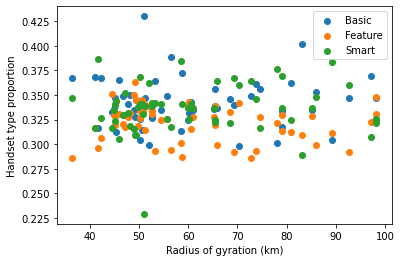 Basic
Feature
Smart
Handset type proportion
0.425
0.400
0.375
0.350
0.325
0.300
0.275
0.250
0.225
40 50 60 70 80 90 100
Radius of gyration (km)